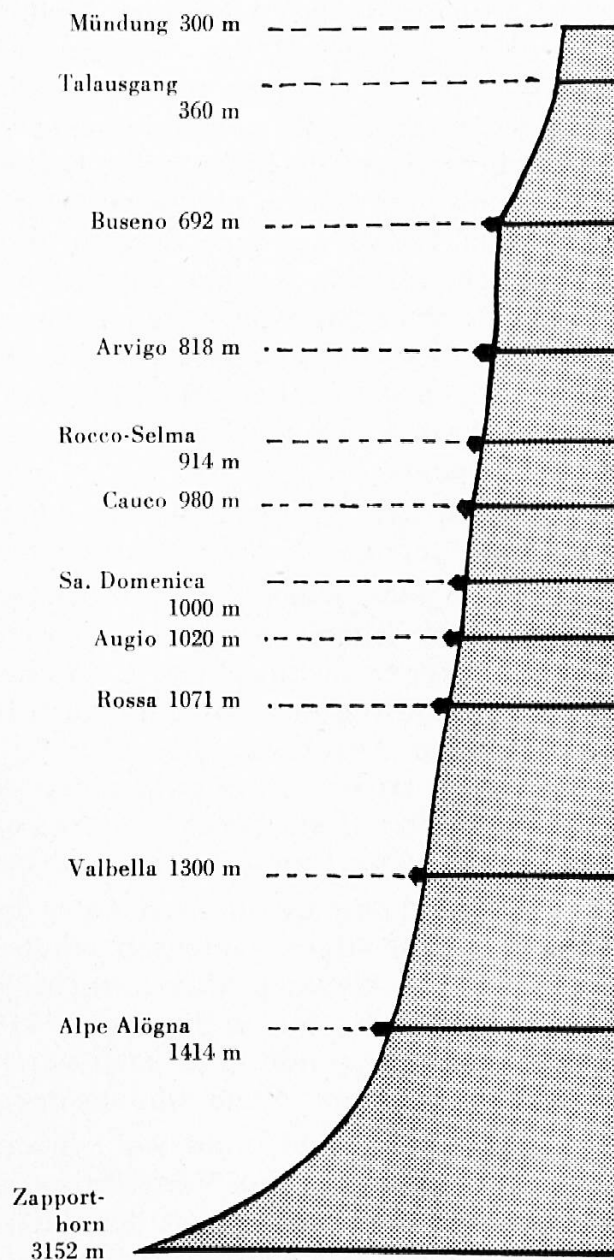 Mündung 300 m
Talausgang
360 m
Buseno 692 m
Arvigo 818 m
Rocco-Selma
914 m
Cauco 980 m
Sa. Domenica
1000 m
Augio 1020 m
Rossa 1071 m
Valbella 1300 m
Alpe Alögna
1414 m
Zapport-
horn
3152 m